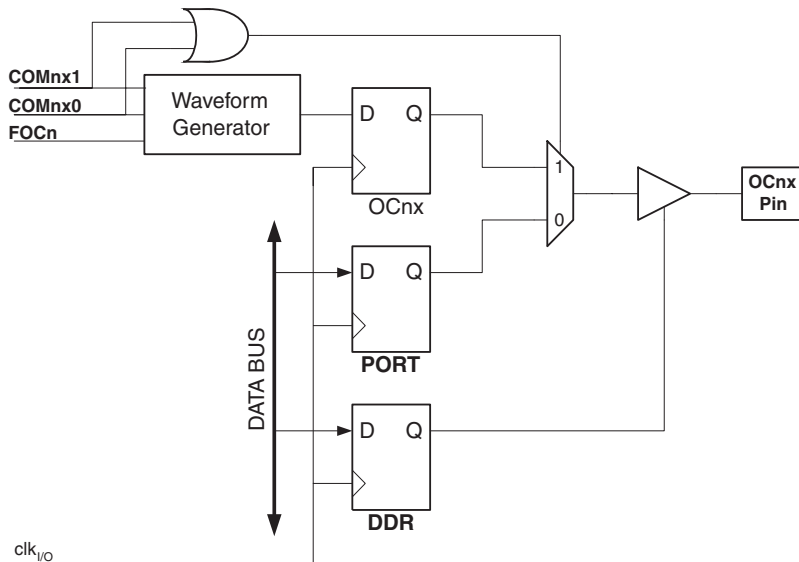 COMnx1
COMnx0
FOCn
Waveform
Generator
D Q
OCnx
1
0
OCnx
Pin
D Q
PORT
DATA BUS
D Q
DDR
clkI/O